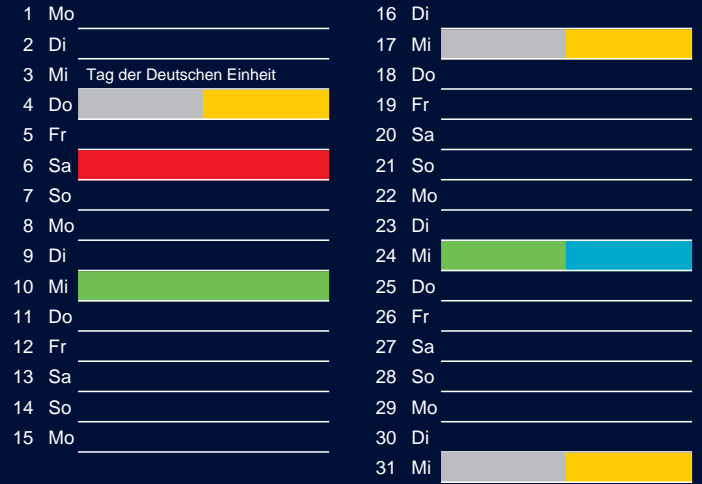 1 Mo
2 Di
3 Mi Tag der Deutschen Einheit
4 Do
5 Fr
6 Sa
7 So
8 Mo
9 Di
10 Mi
11 Do
12 Fr
13 Sa
14 So
15 Mo
16 Di
17 Mi
18 Do
19 Fr
20 Sa
21 So
22 Mo
23 Di
24 Mi
25 Do
26 Fr
27 Sa
28 So
29 Mo
30 Di
31 Mi